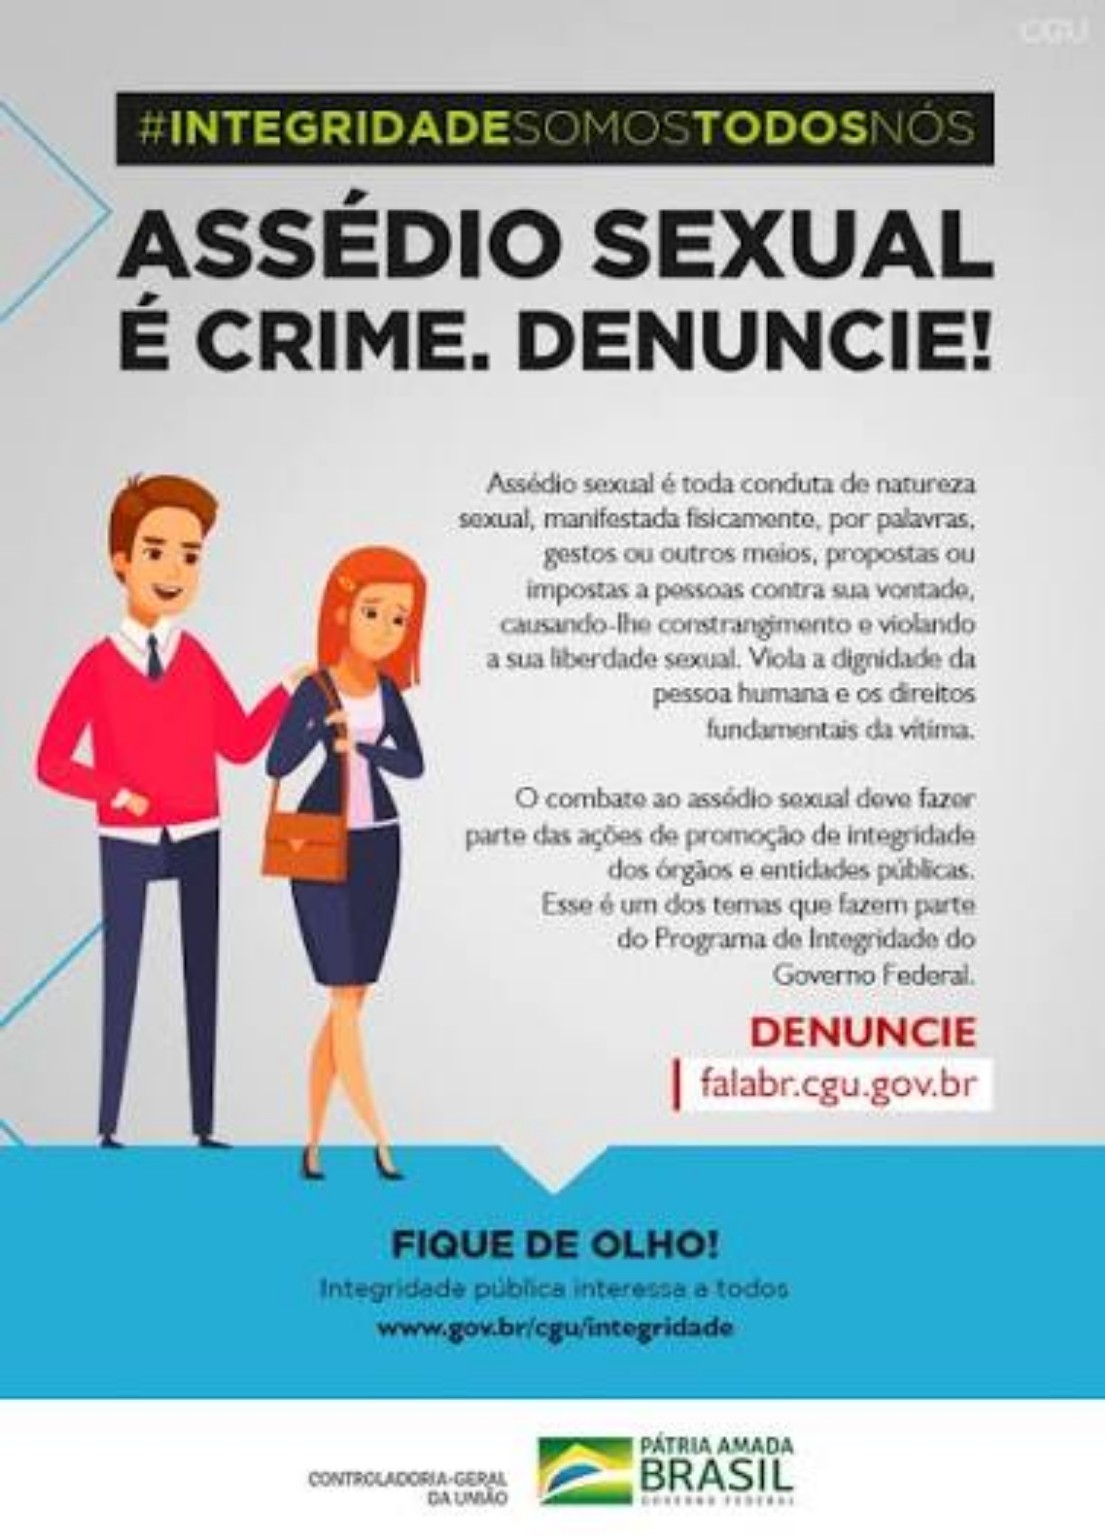 CGU
#INTEGRIDADESOMOSTODOSNÓS
ASSÉDIO SEXUAL
É CRIME. DENUNCIE!
Assédio sexual é toda conduta de natureza
sexual, manifestada fisicamente, por palavras,
gestos ou outros meios, propostas ou
impostas a pessoas contra sua vontade,
causando-lhe constrangimento e violando
a sua liberdade sexual. Viola a dignidade da
pessoa humana e os direitos
fundamentais da vítima.
O combate ao assédio sexual deve fazer
parte das ações de promoção de integridade
dos órgãos e entidades públicas.
Esse é um dos temas que fazem parte
do Programa de Integridade do
Governo Federal.
DENUNCIE
falabr.cgu.gov.br
FIQUE DE OLHO!
Integridade pública interessa a todos
www.gov.br/cgu/integridade
CONTROLADORIA-GERAL
DA UNIÃO
PÁTRIA AMADA
BRASIL
GOVERNO FEDERAL